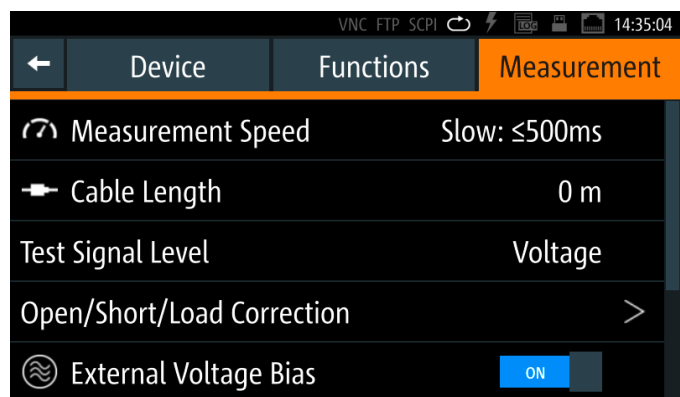 VNC FTP SCPI LOG 14:35:04
Device Functions Measurement
Measurement Speed Slow: ≤500ms
Cable Length 0 m
Test Signal Level Voltage
Open/Short/Load Correction >
External Voltage Bias ON